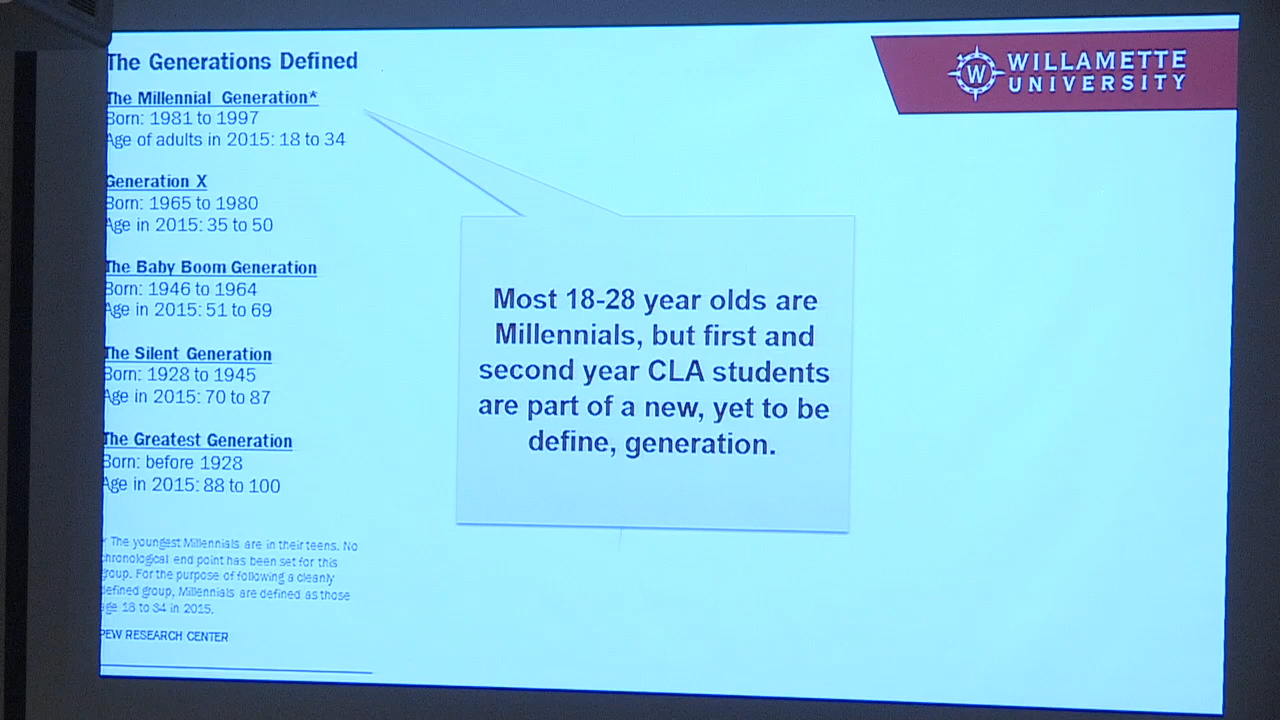 The Generations Defined
WILLAMETTE
UNIVERSITY
W
The Millennial Generation*
Born: 1981 to 1997
Age of adults in 2015: 18 to 34
Generation X
Born: 1965 to 1980
Age in 2015: 35 to 50
The Baby Boom Generation
Born: 1946 to 1964
Age in 2015: 51 to 69
The Silent Generation
Born: 1928 to 1945
Age in 2015: 70 to 87
The Greatest Generation
Born: before 1928
Age in 2015: 88 to 100
* The youngest Millennials are in their teens. No
chronological end point has been set for this
group. For the purpose of following a cleanly
defined group, Millennials are defined as those
age 18 to 34 in 2015.
PEW RESEARCH CENTER
Most 18-28 year olds are
Millennials, but first and
second year CLA students
are part of a new, yet to be
define, generation.